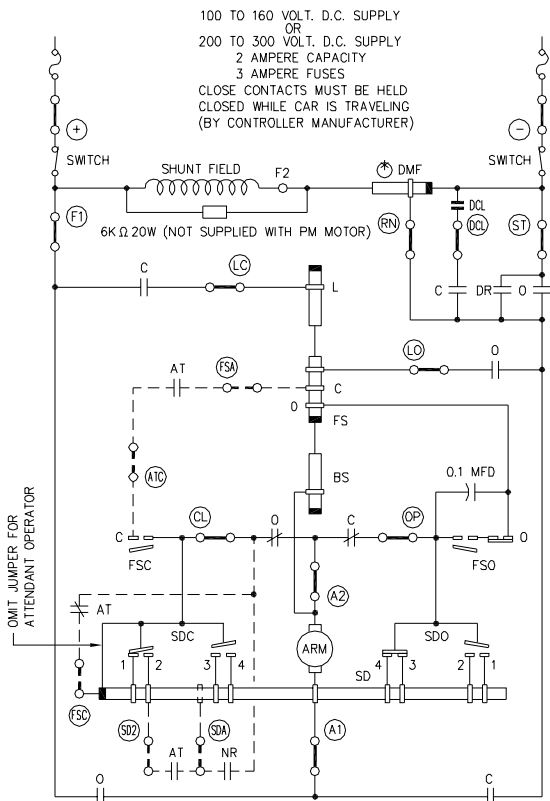 100 TO 160 VOLT. D.C. SUPPLY
OR
200 TO 300 VOLT. D.C. SUPPLY
2 AMPERE CAPACITY
3 AMPERE FUSES
CLOSE CONTACTS MUST BE HELD
CLOSED WHILE CAR IS TRAVELING
(BY CONTROLLER MANUFACTURER)
+
-
SWITCH
SWITCH
SHUNT FIELD
F2
* DMF
F1
DCL
RN
DCL
ST
6K Ω 20W (NOT SUPPLIED WITH PM MOTOR)
C
LC
L
C
DR
O
LO
O
AT
FSA
C
O
FS
ATC
BS
0.1 MFD
C
CL
O
C
OP
O
FSC
FSO
OMIT JUMPER FOR
ATTENDANT OPERATOR
AT
A2
SDC
ARM
SDO
1
2
3
4
SD
4
3
2
1
FSC
SD2
AT
SDA
NR
A1
O
C